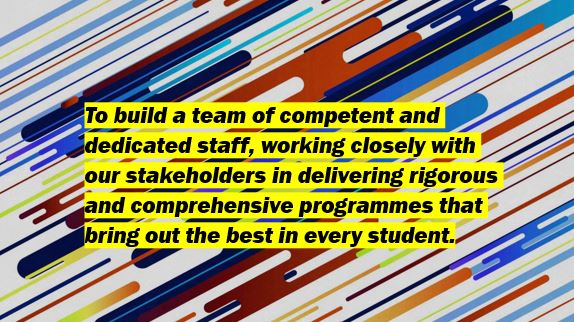 To build a team of competent and
dedicated staff, working closely with
our stakeholders in delivering rigorous
and comprehensive programmes that
bring out the best in every student.